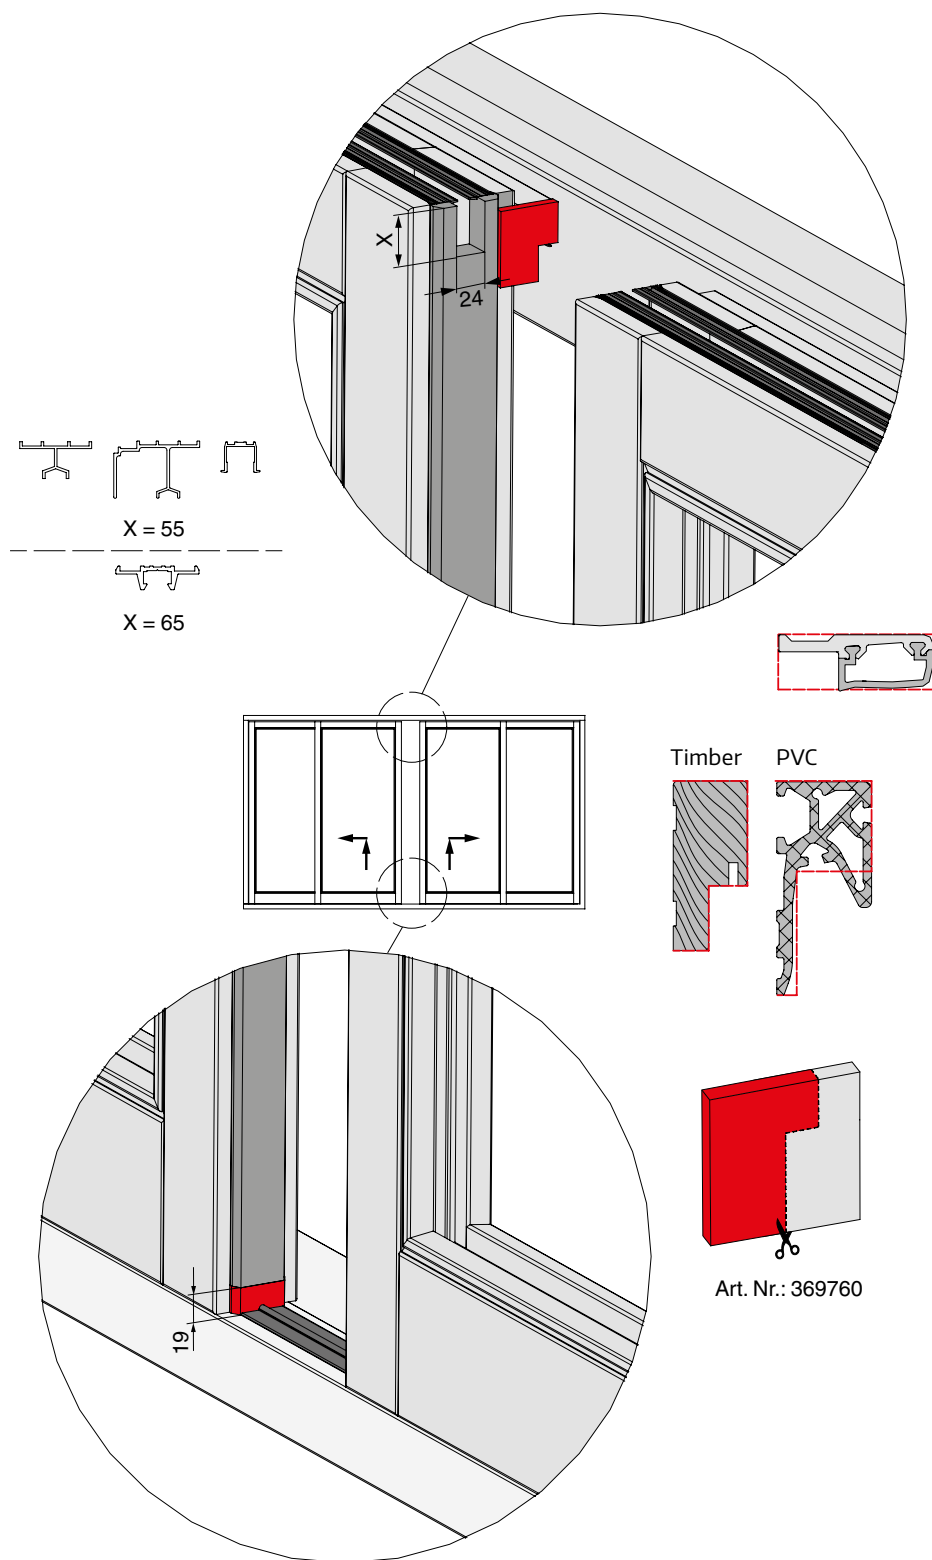 X
24
X = 55
X = 65
Timber PVC
19
Art. Nr.: 369760